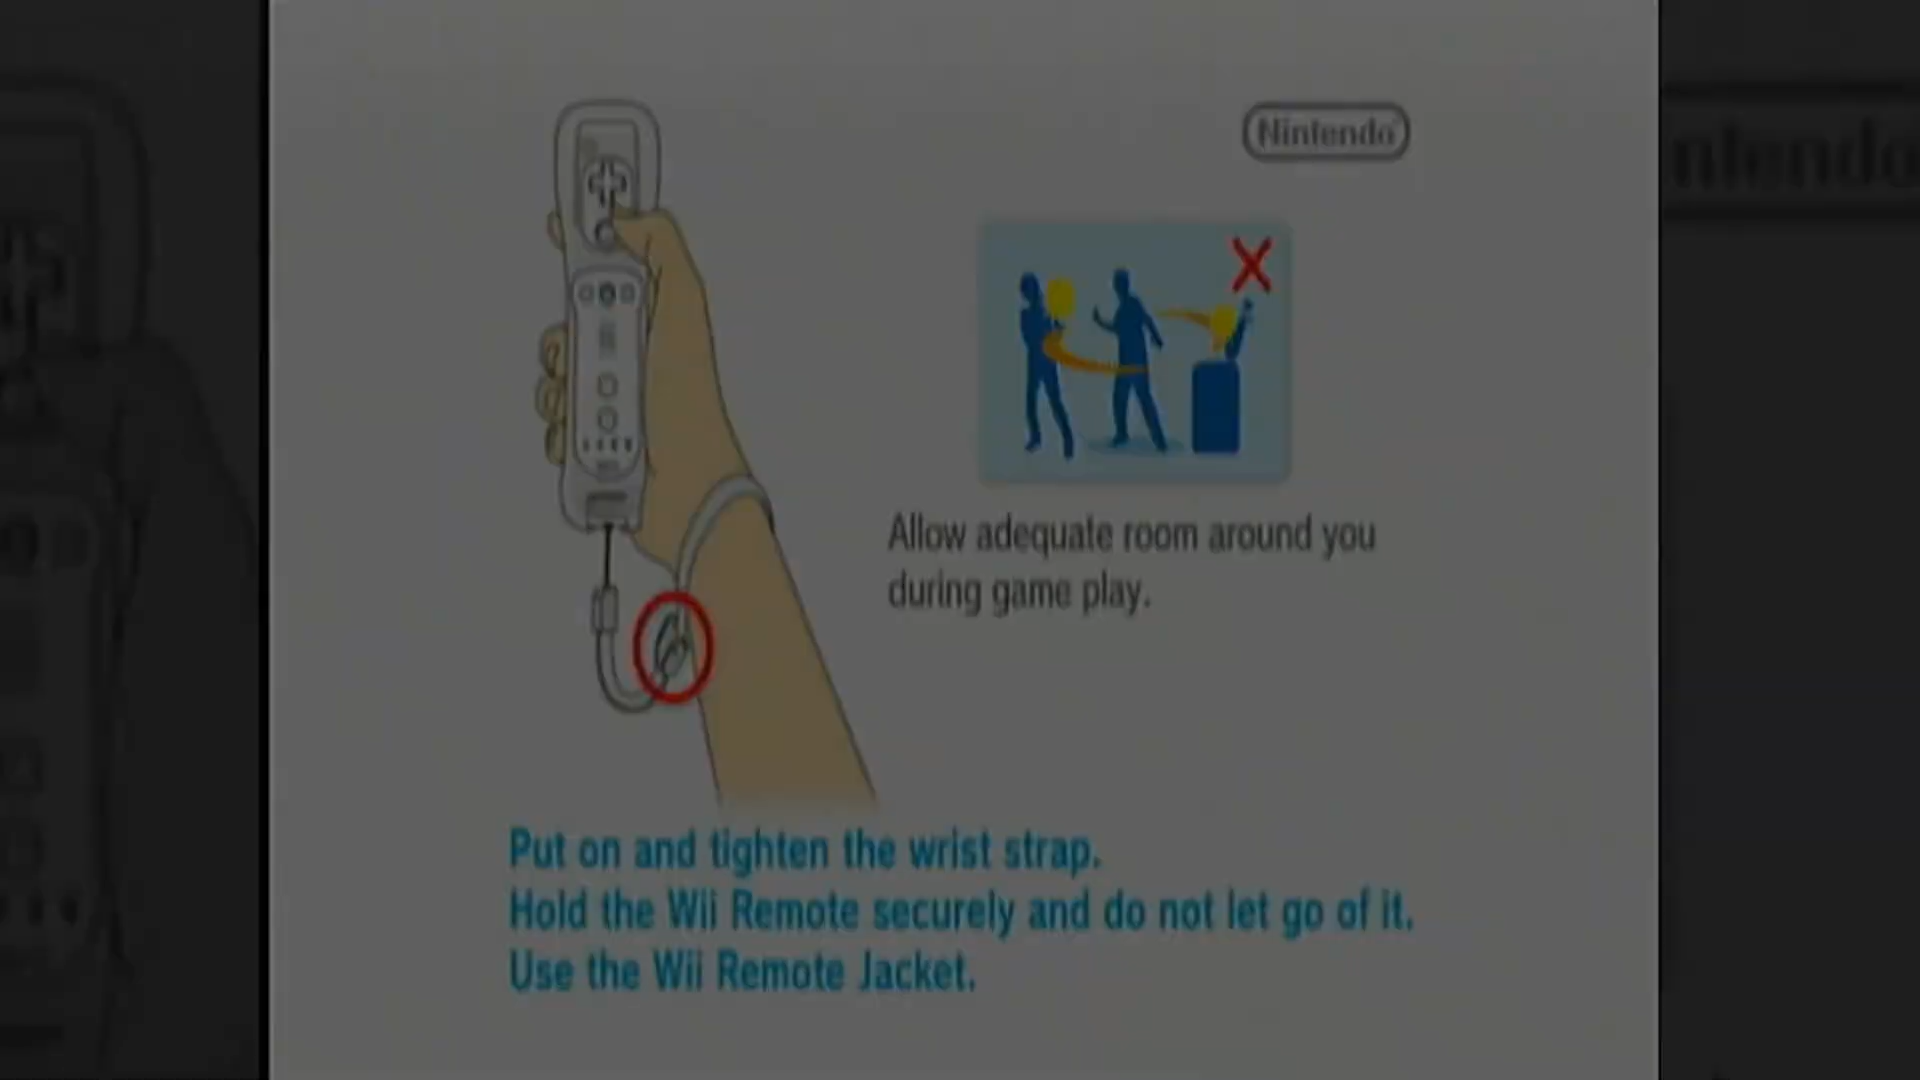 Nintendo
Allow adequate room around you
during game play.
Put on and tighten the wrist strap.
Hold the Wii Remote securely and do not let go of it.
Use the Wii Remote Jacket.
ntendo